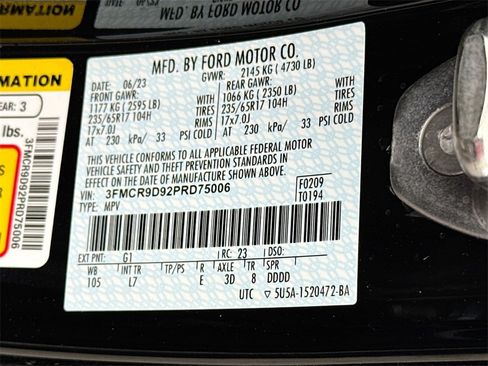 MFD. BY FORD MOTOR CO.
MFD. BY FORD MOTOR CO.
DATE: 06/23 GVWR: 2145 KG ( 4730 LB)
FRONT GAWR: REAR GAWR:
1177 KG ( 2595 LB) WITH 1066 KG ( 2350 LB) WITH
235/65R17 104H TIRES 235/65R17 104H TIRES
17x7.0J RIMS 17x7.0J RIMS
AT 230 kPa/ 33 PSI COLD AT 230 kPa/ 33 PSI COLD
THIS VEHICLE CONFORMS TO ALL APPLICABLE FEDERAL MOTOR
VEHICLE SAFETY AND THEFT PREVENTION STANDARDS IN
EFFECT ON THE DATE OF MANUFACTURE SHOWN ABOVE.
VIN: 3FMCR9D92PRD75006 F0209
TYPE: MPV T0194
EXT PNT: G1 RC: 23 DSO:
WB INT TR TP/PS R AXLE TR SPR
105 L7 E 3D 8 DDDD
UTC 5U5A-1520472-BA
FORMATION
EAR: 3
lbs.
3FMCR9D92PRD75006